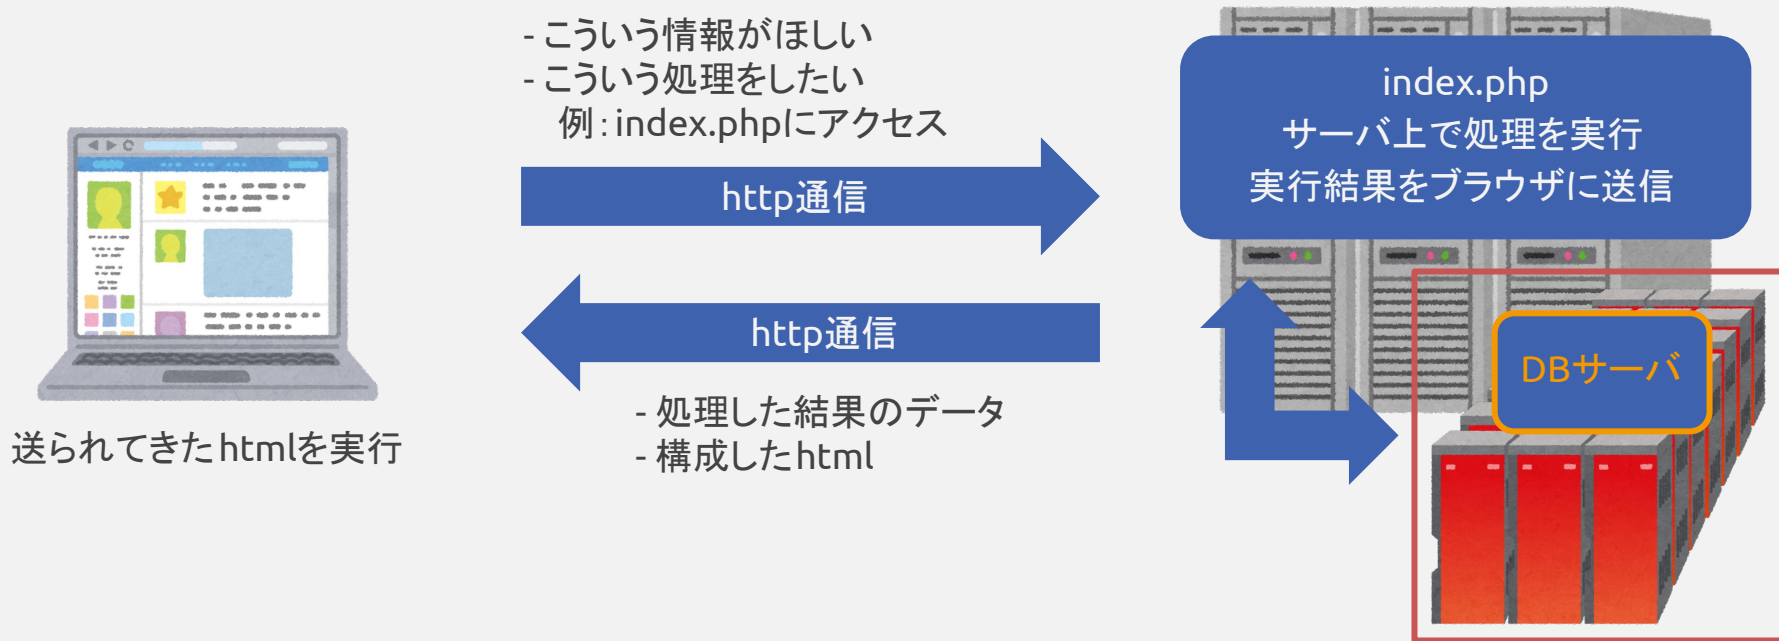 - こういう情報がほしい
- こういう処理をしたい
例：index.phpにアクセス
http通信
index.php
サーバ上で処理を実行
実行結果をブラウザに送信
http通信
DBサーバ
- 処理した結果のデータ
- 構成したhtml
送られてきたhtmlを実行